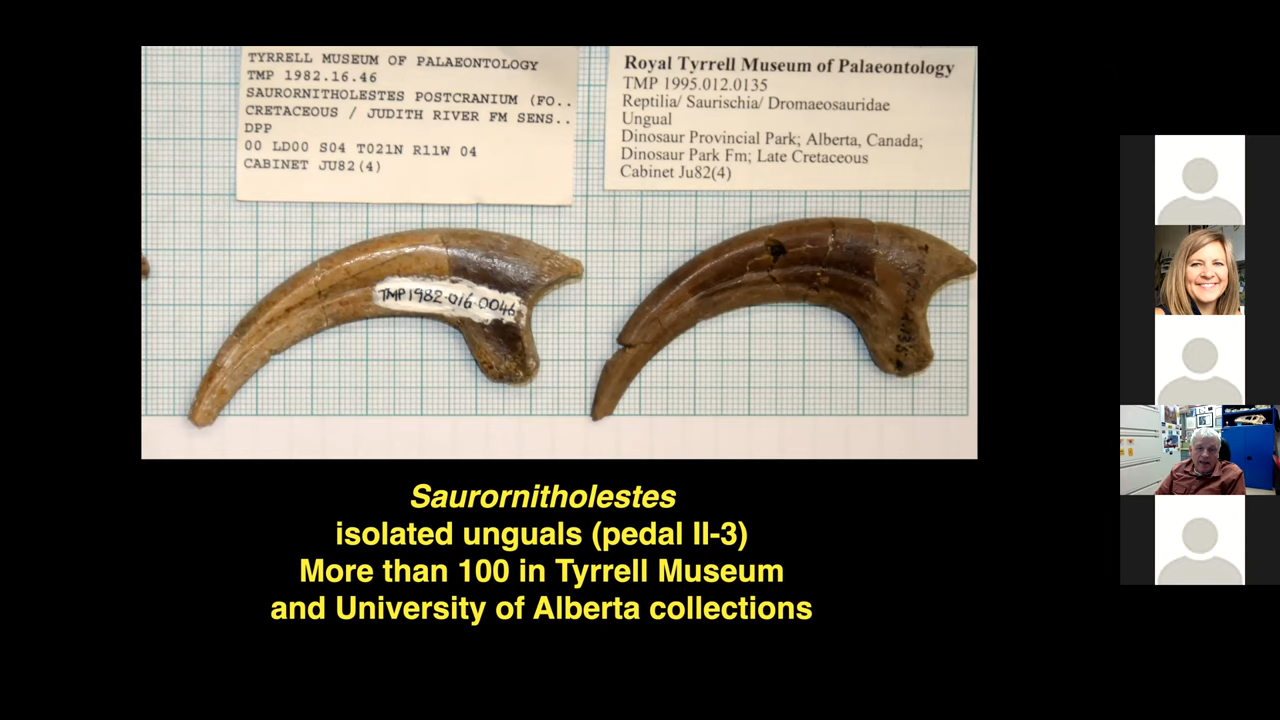 TYRRELL MUSEUM OF PALAEONTOLOGY
TMP 1982.16.46
SAURORNITHOLESTES POSTCRANIUM (FO..
CRETACEOUS / JUDITH RIVER FM SENS..
DPP
00 LD00 S04 T021N R11W 04
CABINET JU82(4)
Royal Tyrrell Museum of Palaeontology
TMP 1995.012.0135
Reptilia/ Saurischia/ Dromaeosauridae
Ungual
Dinosaur Provincial Park; Alberta, Canada;
Dinosaur Park Fm; Late Cretaceous
Cabinet Ju82(4)
TMP1982-016-0046
Saurornitholestes
isolated unguals (pedal II-3)
More than 100 in Tyrrell Museum
and University of Alberta collections